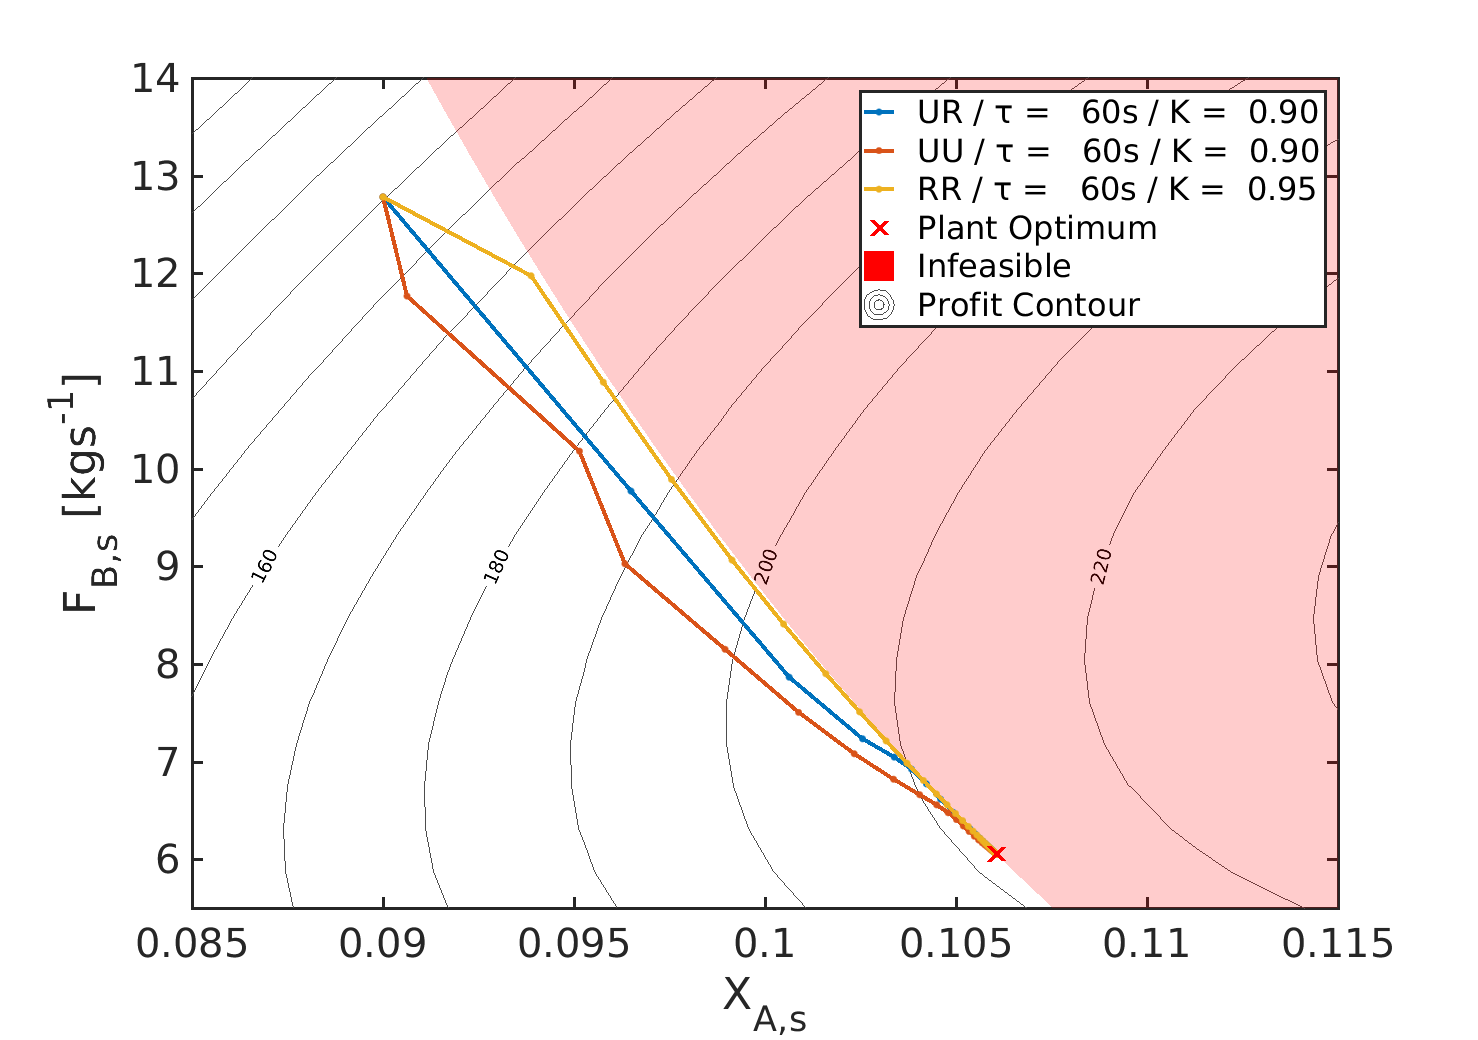 14
13
12
11
10
9
8
7
6
F_B,s [kgs^-1]
UR / τ = 60s / K = 0.90
UU / τ = 60s / K = 0.90
RR / τ = 60s / K = 0.95
Plant Optimum
Infeasible
Profit Contour
160
180
200
220
0.085 0.09 0.095 0.1 0.105 0.11 0.115
X_A,s